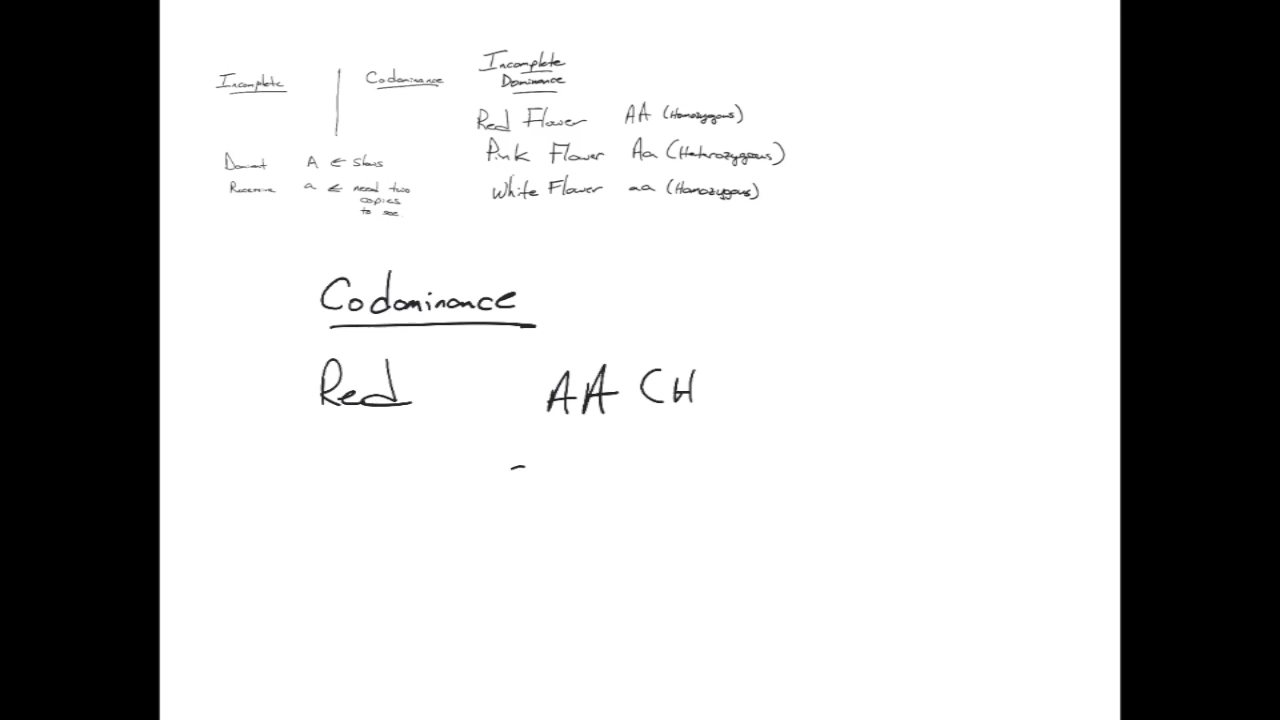 Incomplete | Codominance
Dominant A ← shows
Recessive a ← need two
copies
to see
Incomplete
Dominance
Red Flower AA (Homozygous)
Pink Flower Aa (Heterozygous)
White Flower aa (Homozygous)
Codominance
Red AA (H